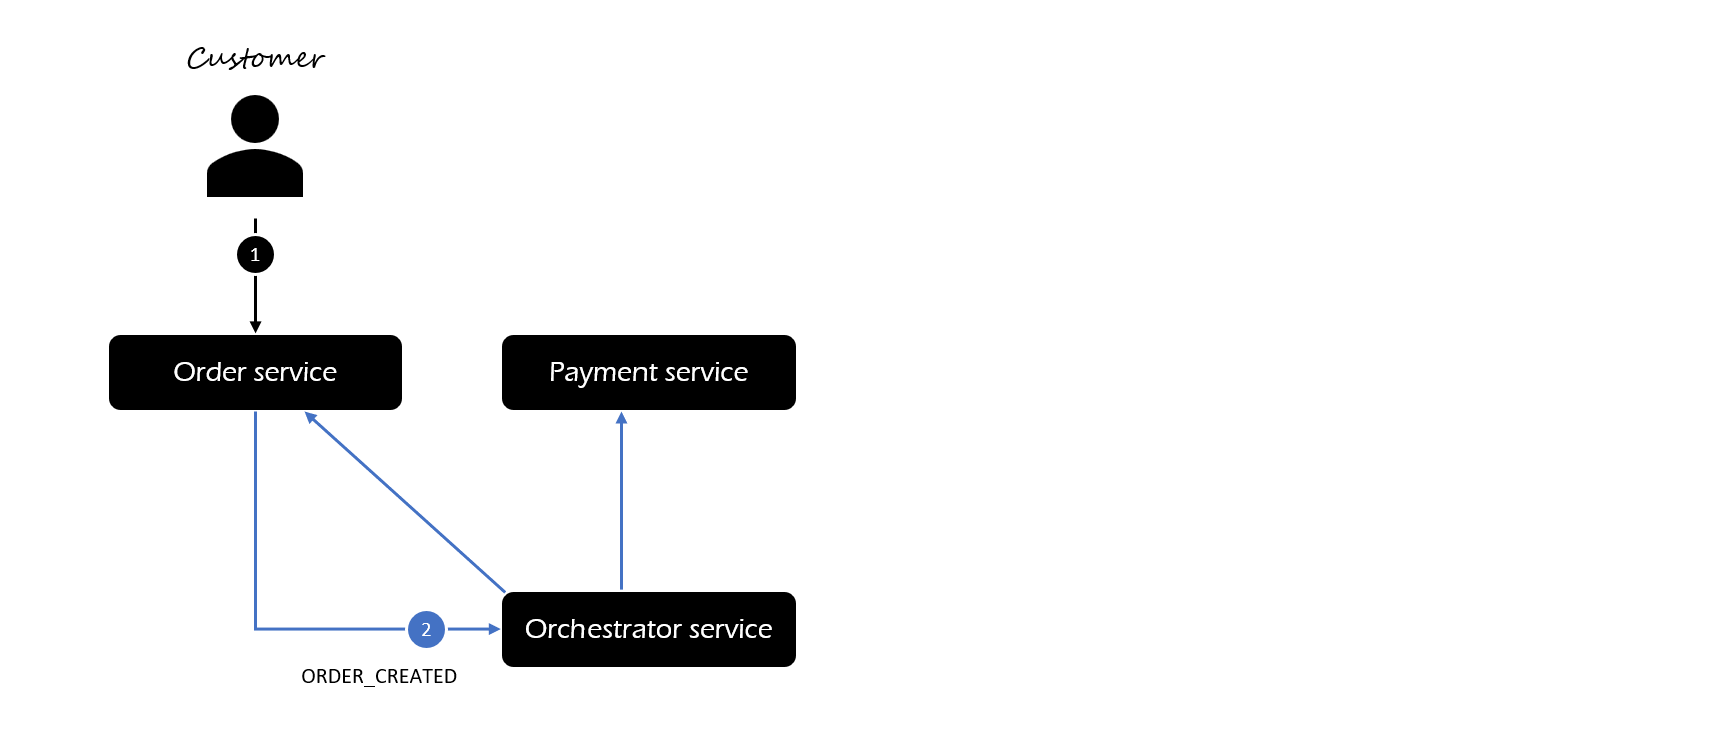 Customer
1
Order service
Payment service
2
Orchestrator service
ORDER_CREATED